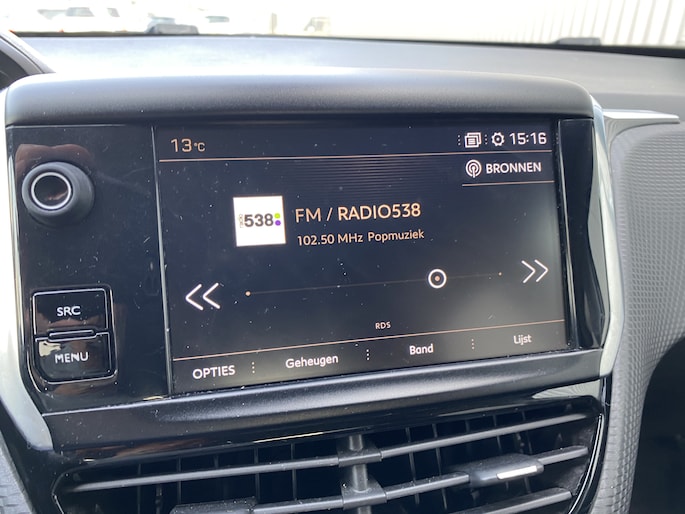 13°C 15:16
BRONNEN
538
FM / RADIO538
102.50 MHz Popmuziek
RDS
SRC
MENU
OPTIES Geheugen Band Lijst